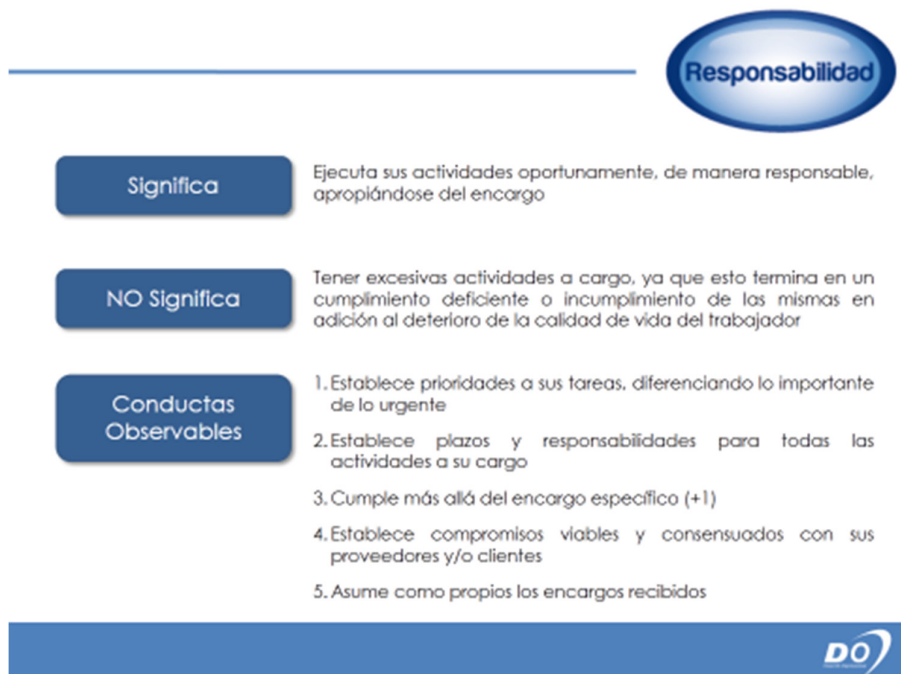 Responsabilidad
Significa
Ejecuta sus actividades oportunamente, de manera responsable,
apropiándose del encargo
NO Significa
Tener excesivas actividades a cargo, ya que esto termina en un
cumplimiento deficiente o incumplimiento de las mismas en
adición al deterioro de la calidad de vida del trabajador
Conductas
Observables
1. Establece prioridades a sus tareas, diferenciando lo importante
de lo urgente
2. Establece plazos y responsabilidades para todas las
actividades a su cargo
3. Cumple más allá del encargo específico (+1)
4. Establece compromisos viables y consensuados con sus
proveedores y/o clientes
5. Asume como propios los encargos recibidos
DO